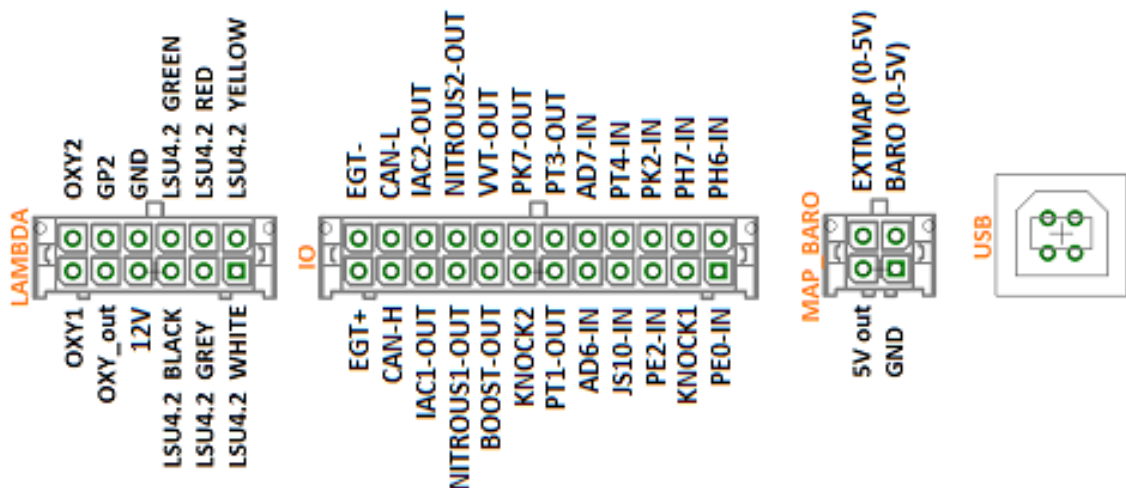 LAMBDA
OXY2
GP2
GND
LSU4.2 GREEN
LSU4.2 RED
LSU4.2 YELLOW
OXY1
OXY_out
12V
LSU4.2 BLACK
LSU4.2 GREY
LSU4.2 WHITE
IO
EGT-
CAN-L
IAC2-OUT
NITROUS2-OUT
VVT-OUT
PK7-OUT
PT3-OUT
AD7-IN
PT4-IN
PK2-IN
PH7-IN
PH6-IN
EGT+
CAN-H
IAC1-OUT
NITROUS1-OUT
BOOST-OUT
KNOCK2
PT1-OUT
AD6-IN
JS10-IN
PE2-IN
KNOCK1
PE0-IN
MAP_BARO
EXTMAP (0-5V)
BARO (0-5V)
5V out
GND
USB